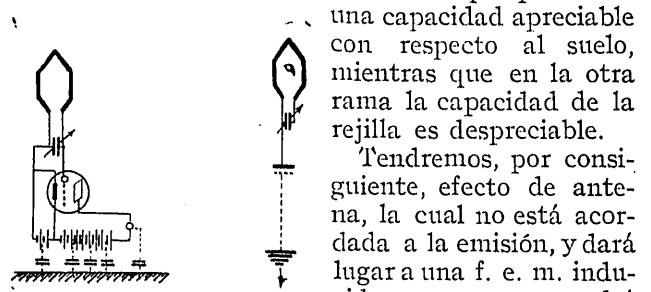 una capacidad apreciable
con respecto al suelo,
mientras que en la otra
rama la capacidad de la
rejilla es despreciable.
Tendremos, por consi-
guiente, efecto de ante-
na, la cual no está acor-
dada a la emisión, y dará
lugar a una f. e. m. indu-